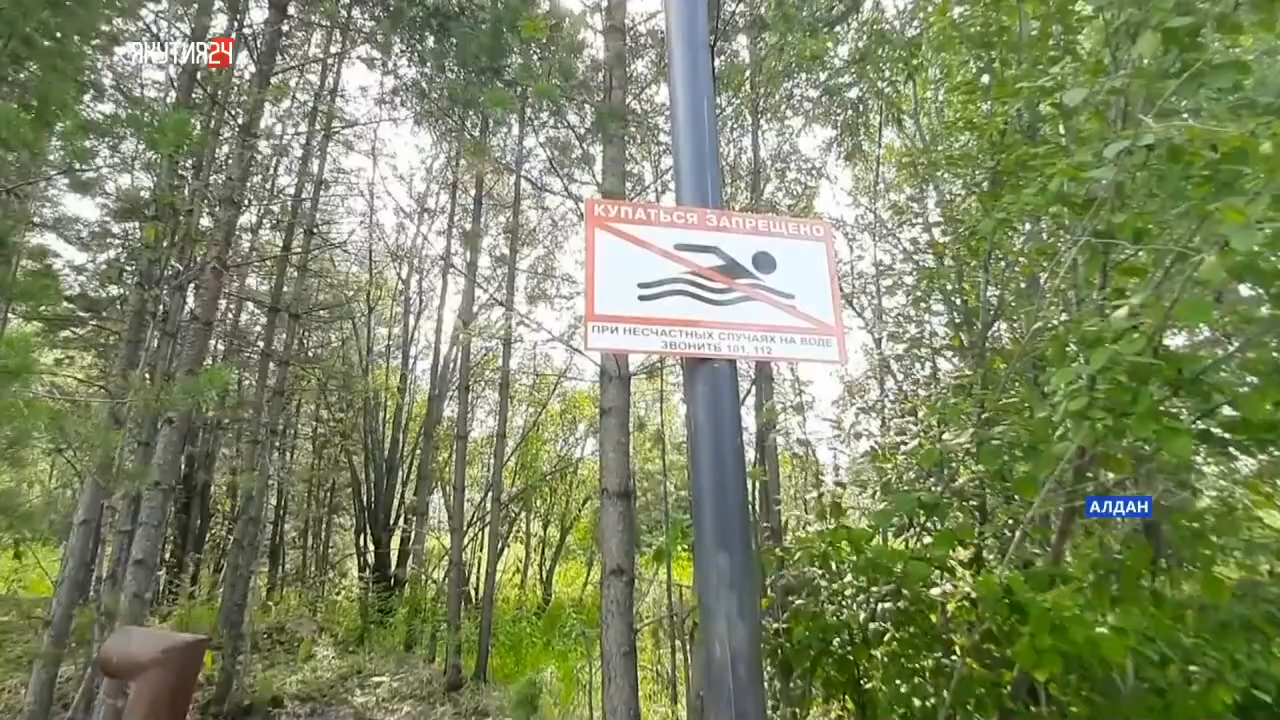 ЯКУТИЯ24
КУПАТЬСЯ ЗАПРЕЩЕНО
ПРИ НЕСЧАСТНЫХ СЛУЧАЯХ НА ВОДЕ
ЗВОНИТЬ 101, 112
АЛДАН